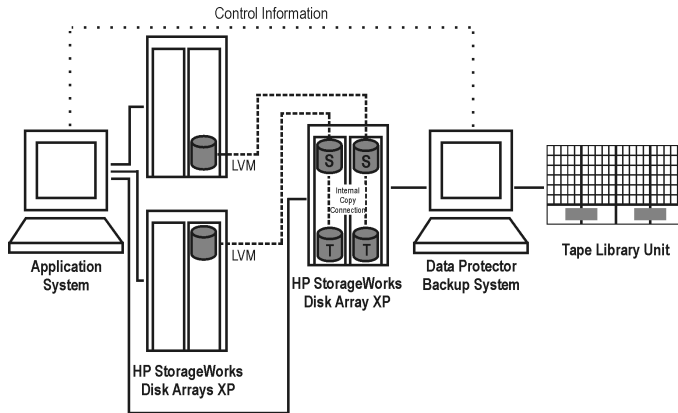 Control Information
LVM
LVM
S
S
Internal
Copy
Connection
T
T
Application
System
HP StorageWorks
Disk Arrays XP
HP StorageWorks
Disk Array XP
Data Protector
Backup System
Tape Library Unit